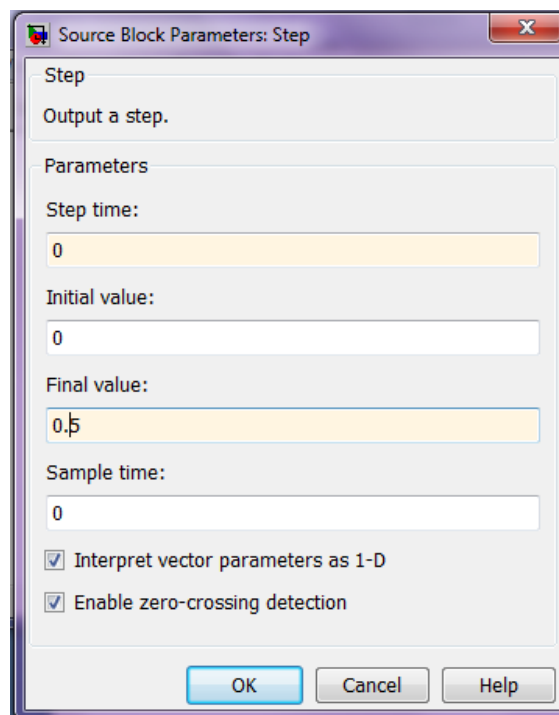 Source Block Parameters: Step
Step
Output a step.
Parameters
Step time:
0
Initial value:
0
Final value:
0.5
Sample time:
0
Interpret vector parameters as 1-D
Enable zero-crossing detection
OK Cancel Help